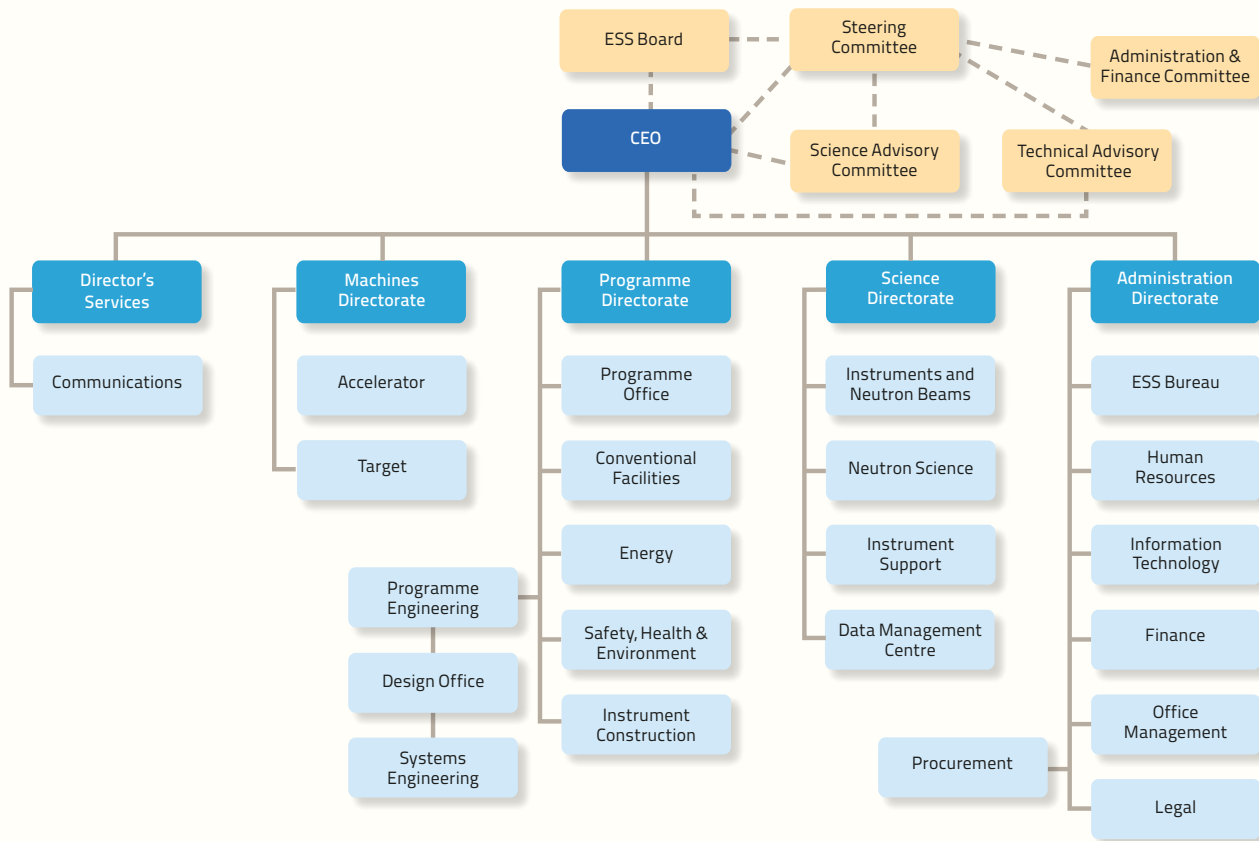 ESS Board
Steering
Committee
Administration &
Finance Committee
CEO
Science Advisory
Committee
Technical Advisory
Committee
Director's
Services
Machines
Directorate
Programme
Directorate
Science
Directorate
Administration
Directorate
Communications
Accelerator
Target
Programme
Office
Conventional
Facilities
Energy
Safety, Health &
Environment
Instrument
Construction
Programme
Engineering
Design Office
Systems
Engineering
Instruments and
Neutron Beams
Neutron Science
Instrument
Support
Data Management
Centre
ESS Bureau
Human
Resources
Information
Technology
Finance
Office
Management
Procurement
Legal